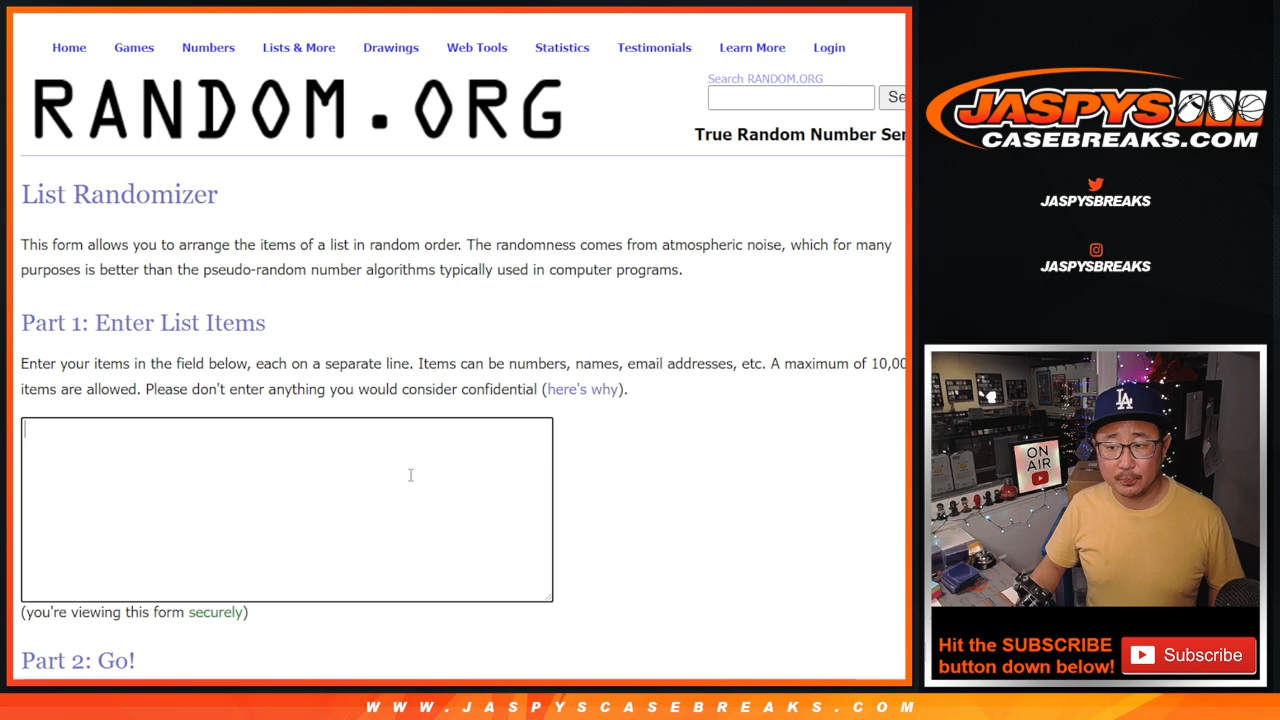 Home Games Numbers Lists & More Drawings Web Tools Statistics Testimonials Learn More Login
RANDOM.ORG
Search RANDOM.ORG
Se
True Random Number Ser
List Randomizer
This form allows you to arrange the items of a list in random order. The randomness comes from atmospheric noise, which for many
purposes is better than the pseudo-random number algorithms typically used in computer programs.
Part 1: Enter List Items
Enter your items in the field below, each on a separate line. Items can be numbers, names, email addresses, etc. A maximum of 10,00
items are allowed. Please don't enter anything you would consider confidential (here's why).
(you're viewing this form securely)
Part 2: Go!
JASPYS
CASEBREAKS.COM
JASPYSBREAKS
JASPYSBREAKS
LA
ON
AIR
Hit the SUBSCRIBE
button down below!
Subscribe
WWW.JASPYSCASEBREAKS.COM